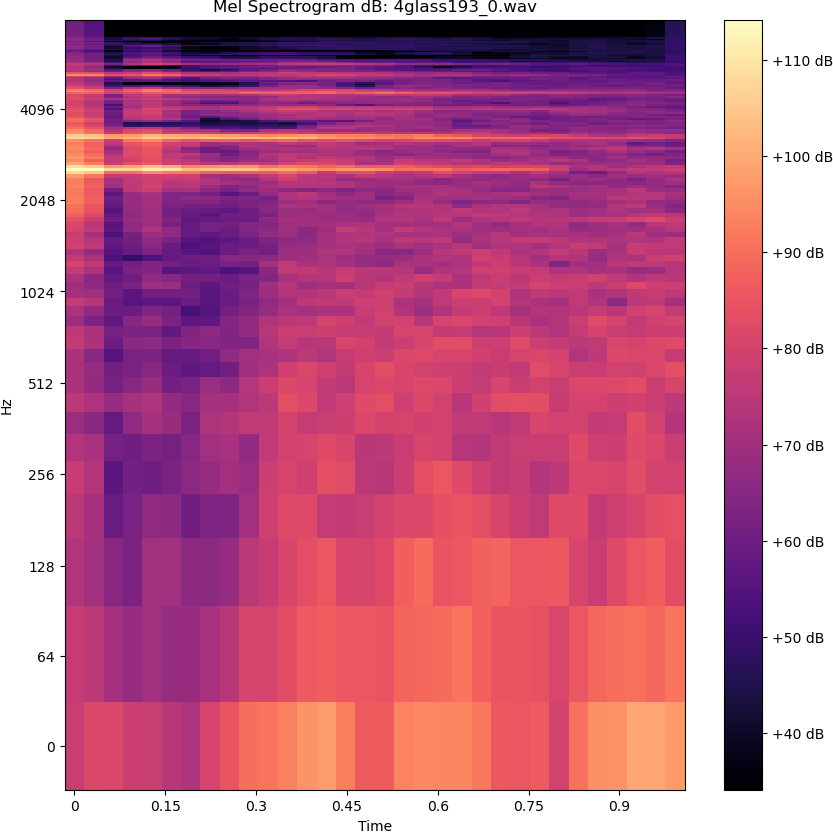 Mel Spectrogram dB: 4glass193_0.wav
Hz
4096
2048
1024
512
256
128
64
0
0 0.15 0.3 0.45 0.6 0.75 0.9
Time
+110 dB
+100 dB
+90 dB
+80 dB
+70 dB
+60 dB
+50 dB
+40 dB